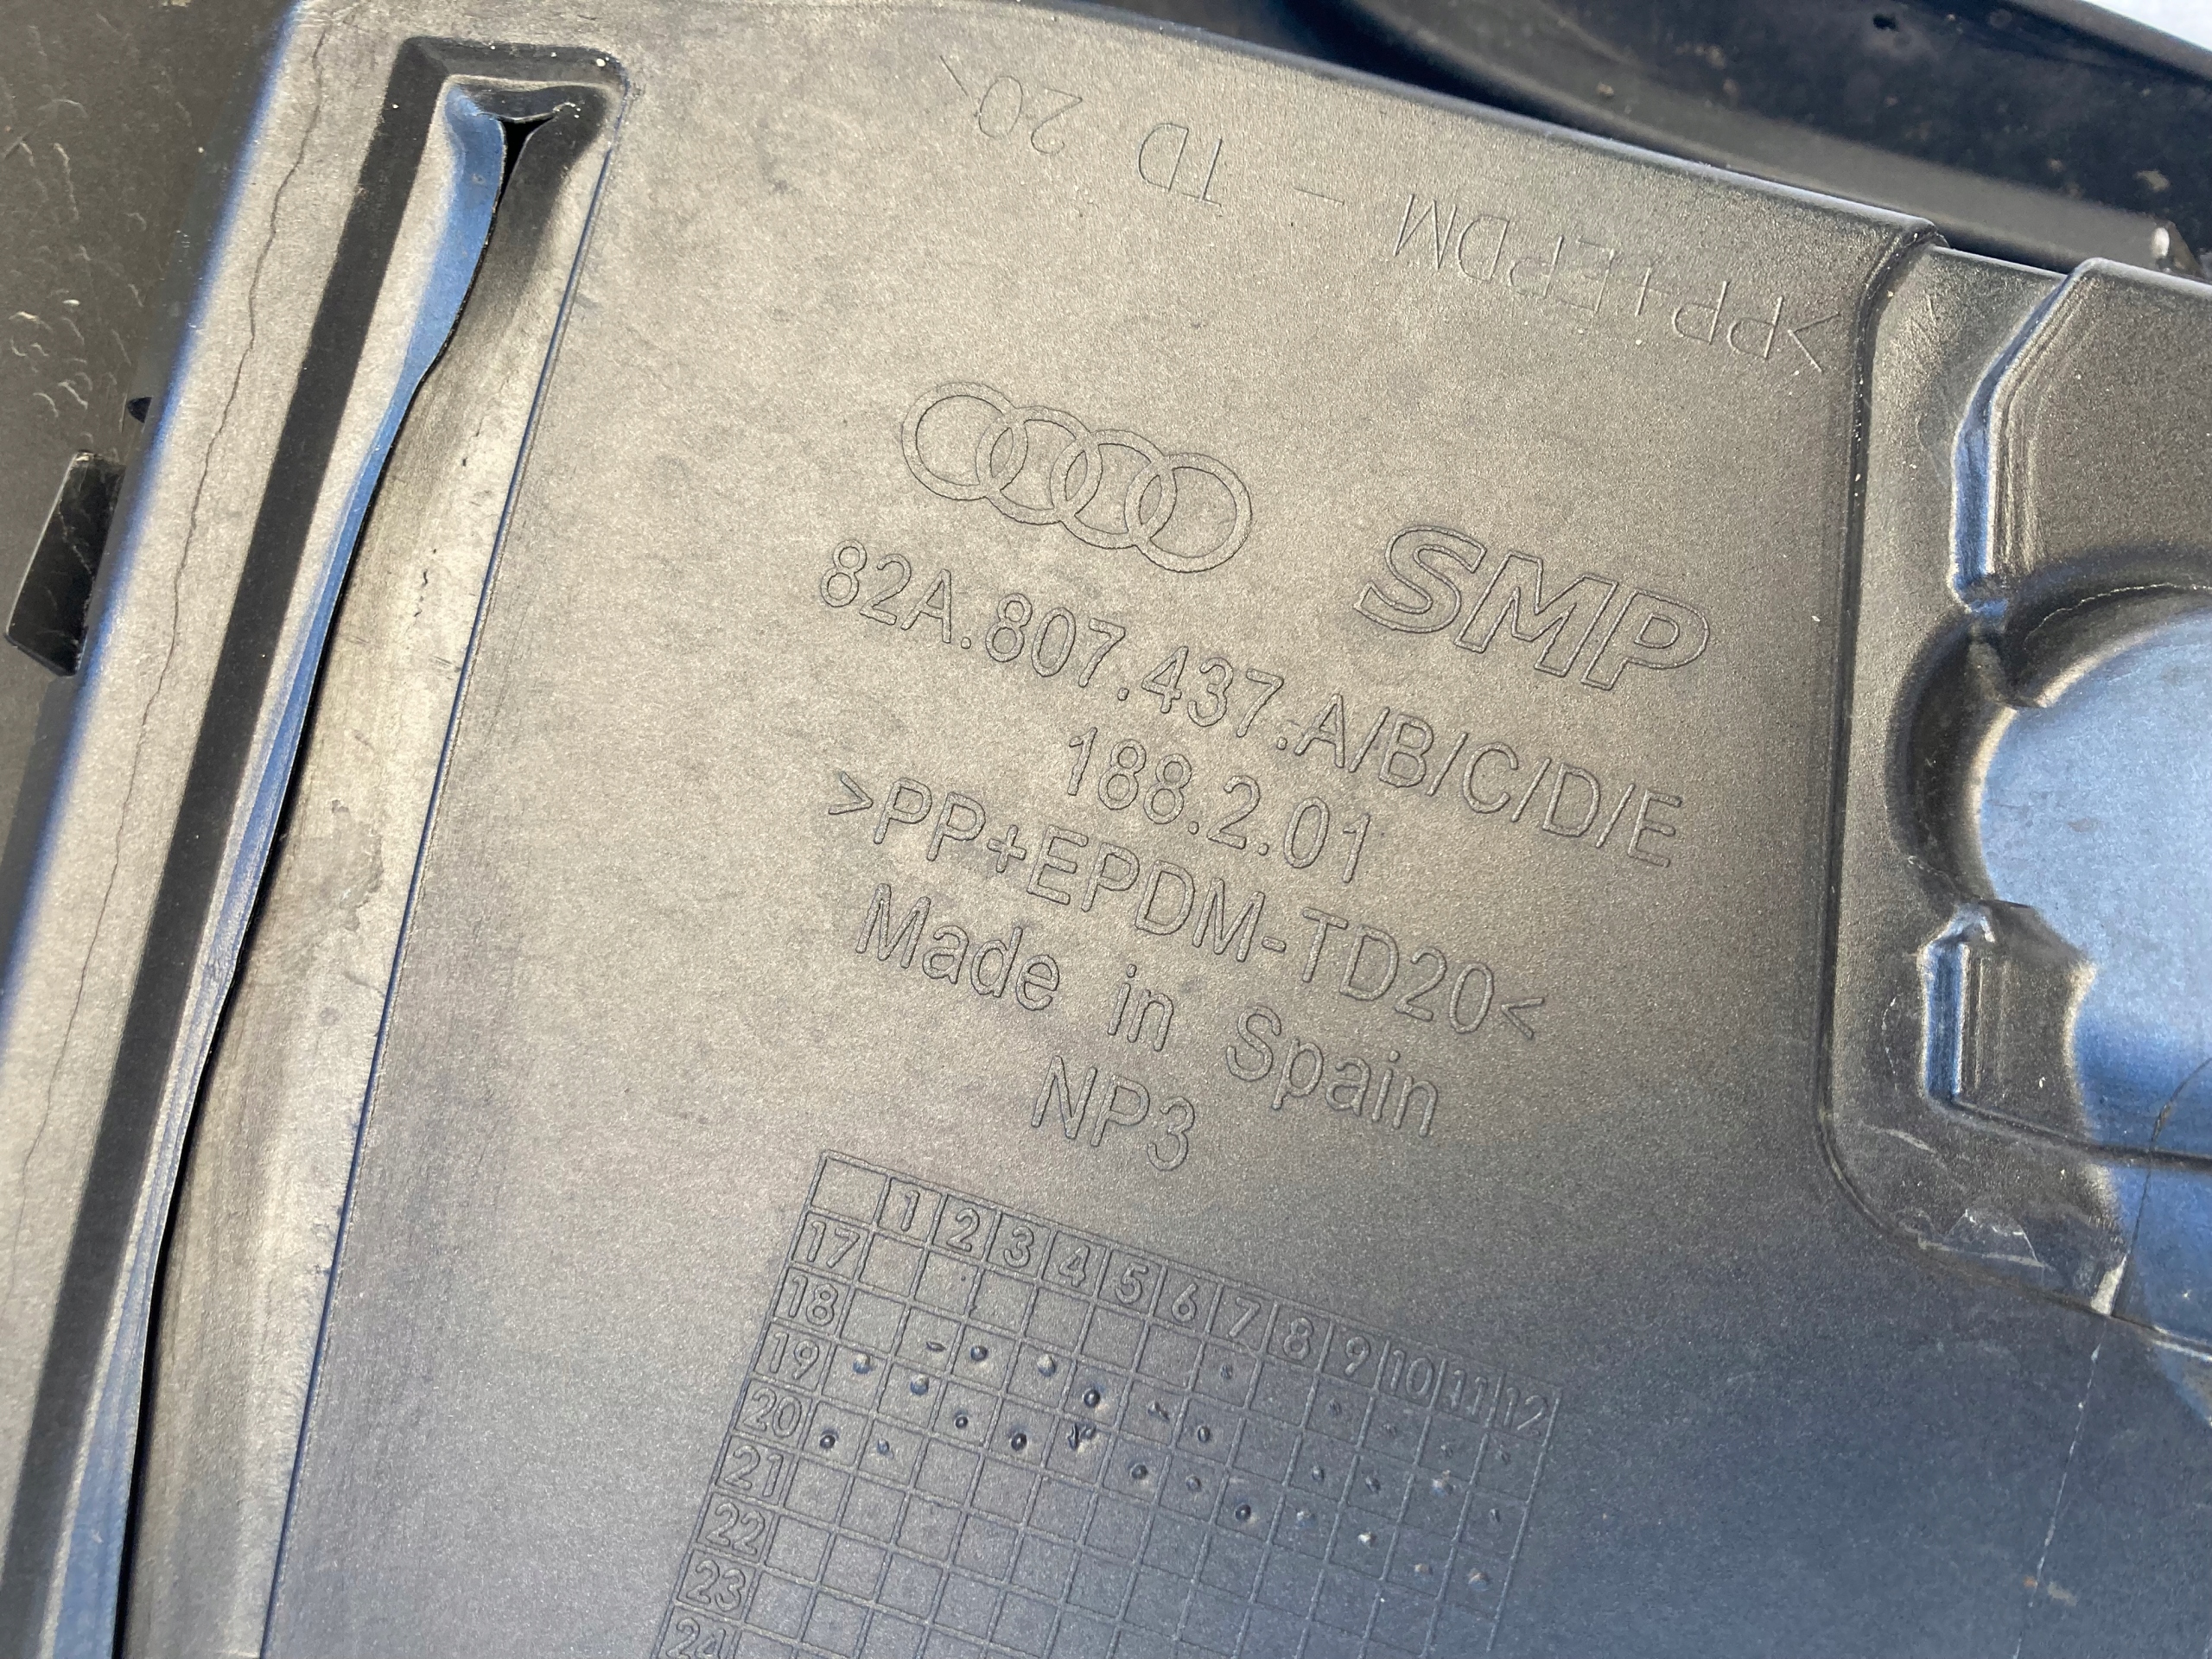 >PP+EPDM – TD 20<
SMP
82A.807.437.A/B/C/D/E
188.2.01
>PP+EPDM-TD20<
Made in Spain
NP3
1 2 3 4 5 6 7 8 9 10 11 12
17
18
19
20
21
22
23
24